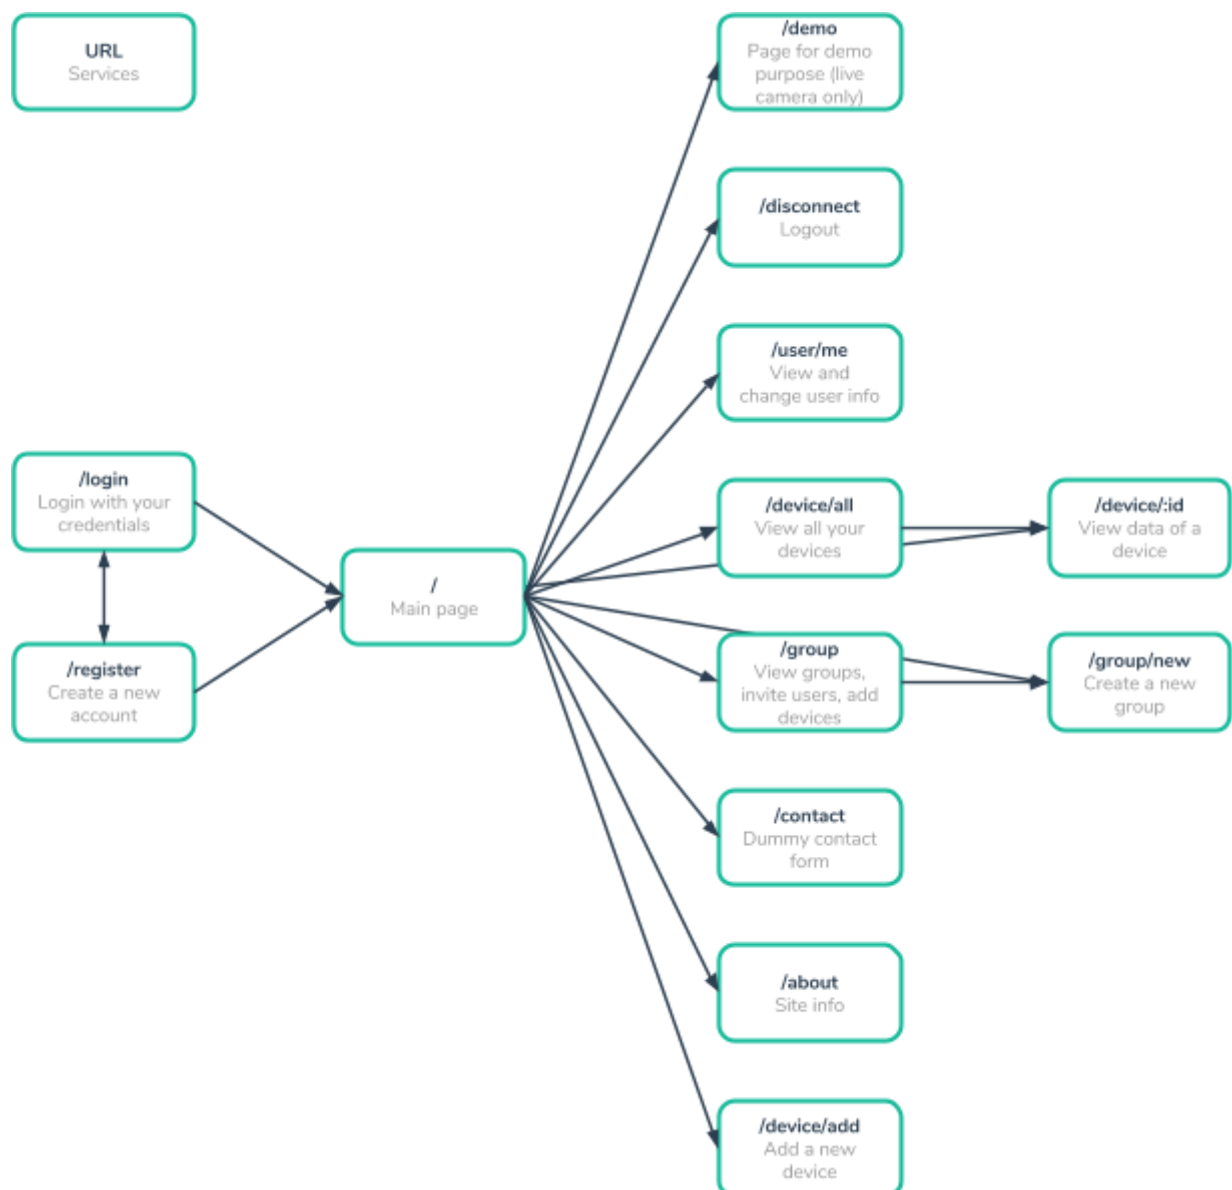 URL
Services
/demo
Page for demo
purpose (live
camera only)
/disconnect
Logout
/user/me
View and
change user info
/login
Login with your
credentials
/device/all
View all your
devices
/device/:id
View data of a
device
/
Main page
/register
Create a new
account
/group
View groups,
invite users, add
devices
/group/new
Create a new
group
/contact
Dummy contact
form
/about
Site info
/device/add
Add a new
device